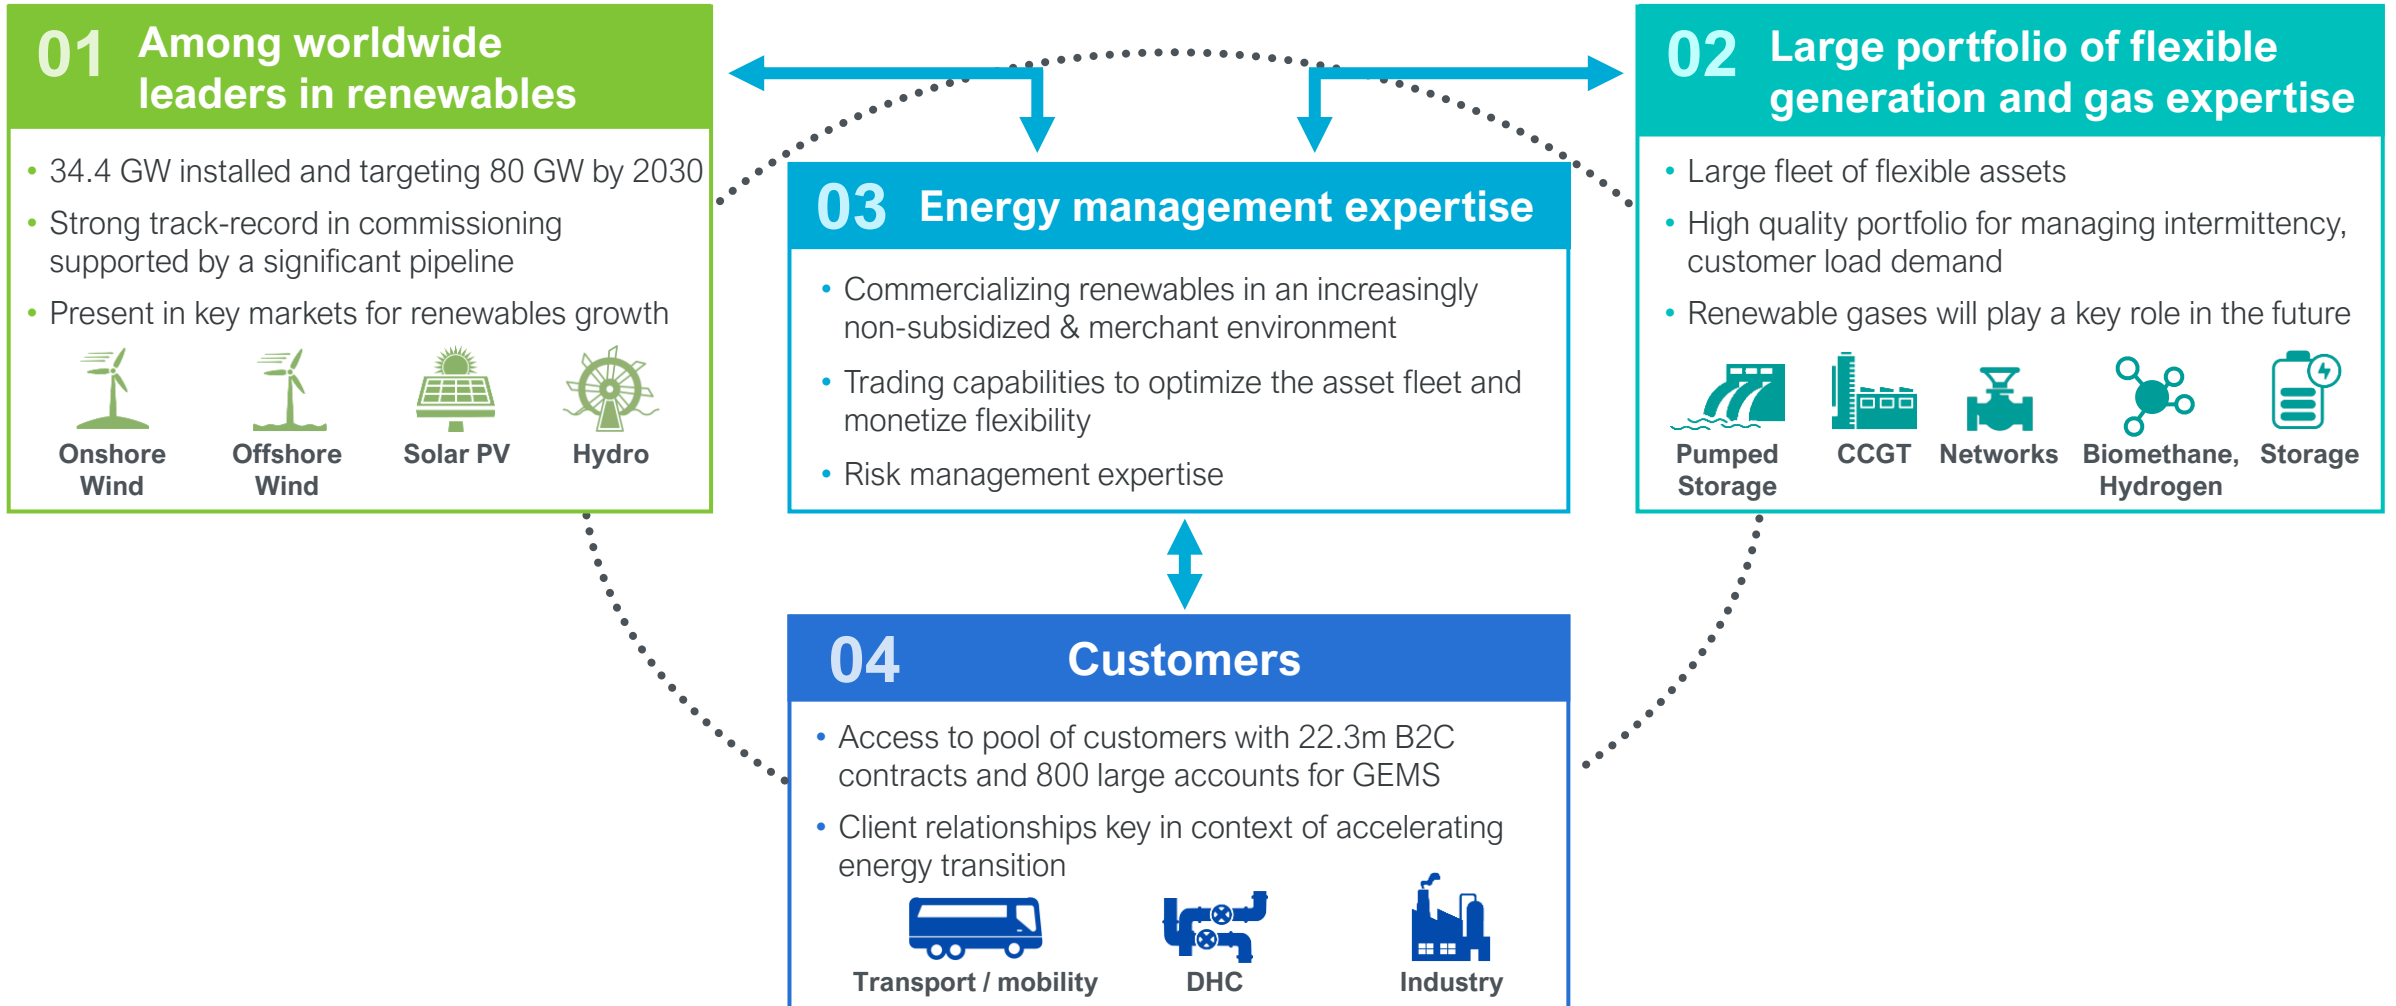 01 Among worldwide
leaders in renewables
• 34.4 GW installed and targeting 80 GW by 2030
• Strong track-record in commissioning
supported by a significant pipeline
• Present in key markets for renewables growth
Onshore
Wind
Offshore
Wind
Solar PV
Hydro
02 Large portfolio of flexible
generation and gas expertise
• Large fleet of flexible assets
• High quality portfolio for managing intermittency,
customer load demand
• Renewable gases will play a key role in the future
Pumped
Storage
CCGT
Networks
Biomethane,
Hydrogen
Storage
03 Energy management expertise
• Commercializing renewables in an increasingly
non-subsidized & merchant environment
• Trading capabilities to optimize the asset fleet and
monetize flexibility
• Risk management expertise
04 Customers
• Access to pool of customers with 22.3m B2C
contracts and 800 large accounts for GEMS
• Client relationships key in context of accelerating
energy transition
Transport / mobility
DHC
Industry